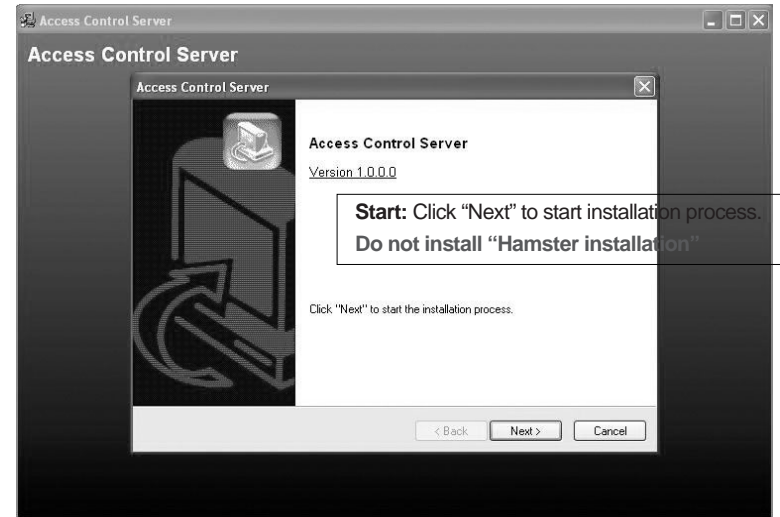 Access Control Server
Access Control Server
Access Control Server
Access Control Server
Version 1.0.0.0
Start: Click “Next” to start installation process.
Do not install “Hamster installation”
Click "Next" to start the installation process.
< Back Next > Cancel